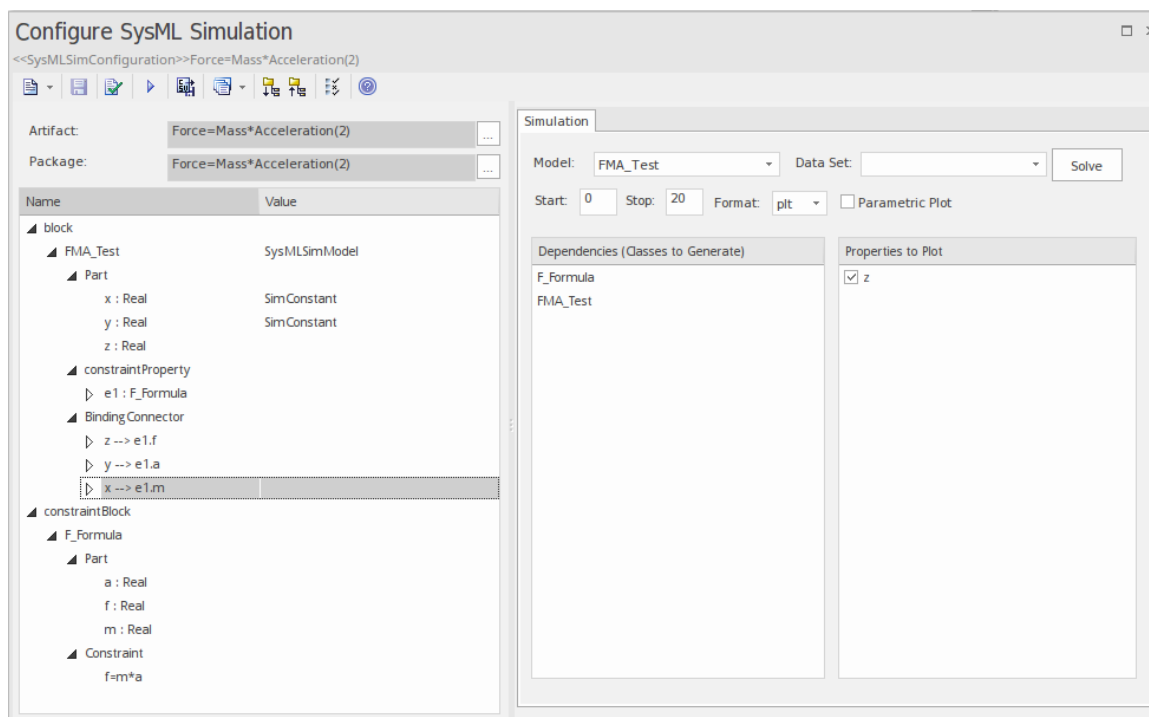 Configure SysML Simulation
<<SysMLSimConfiguration>>Force=Mass*Acceleration(2)
Artifact: Force=Mass*Acceleration(2) ...
Package: Force=Mass*Acceleration(2) ...
Name Value
block
FMA_Test SysMLSimModel
Part
x : Real SimConstant
y : Real SimConstant
z : Real
constraintProperty
e1 : F_Formula
BindingConnector
z --> e1.f
y --> e1.a
x --> e1.m
constraintBlock
F_Formula
Part
a : Real
f : Real
m : Real
Constraint
f=m*a
Simulation
Model: FMA_Test Data Set: Solve
Start: 0 Stop: 20 Format: plt Parametric Plot
Dependencies (Classes to Generate) Properties to Plot
F_Formula z
FMA_Test